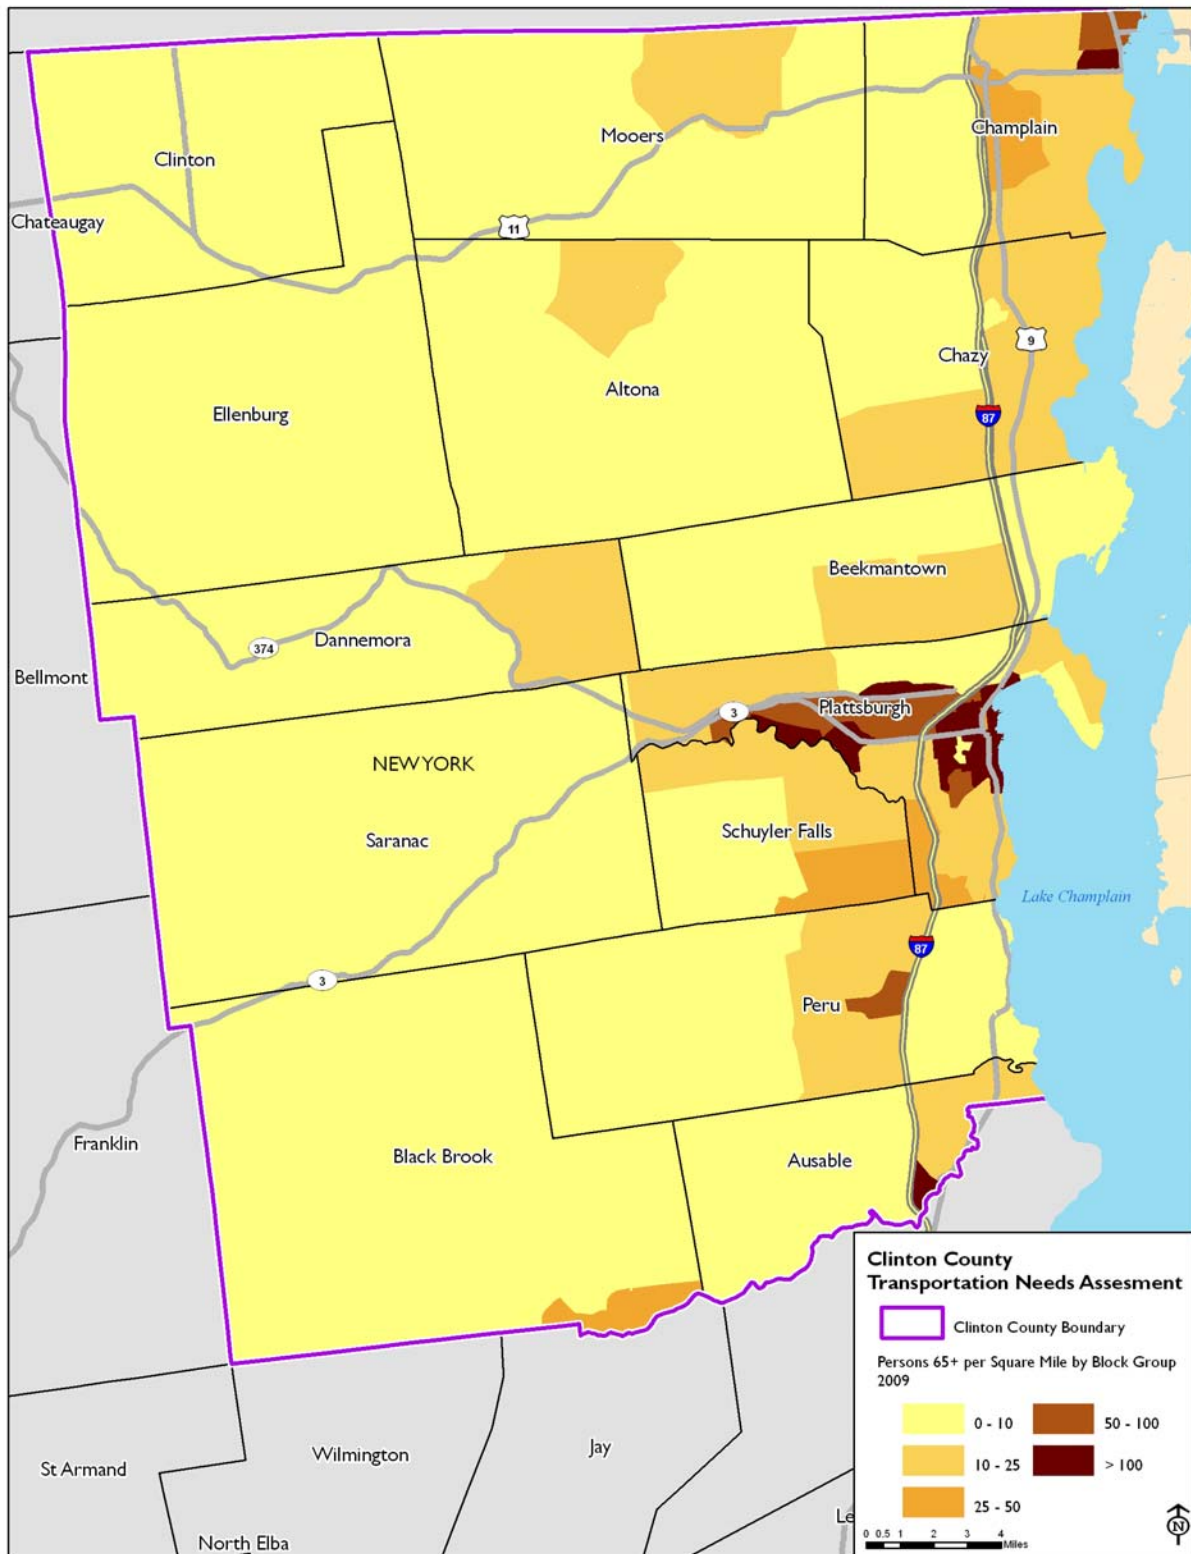 Clinton
Mooers
Champlain
Chateaugay
11
9
Chazy
Ellenburg
Altona
87
Beekmantown
Dannemora
374
Bellmont
3
Plattsburgh
NEW YORK
Saranac
Schuyler Falls
Lake Champlain
87
3
Peru
Franklin
Black Brook
Ausable
Clinton County
Transportation Needs Assesment
Clinton County Boundary
Persons 65+ per Square Mile by Block Group
2009
0 - 10
50 - 100
10 - 25
> 100
25 - 50
St Armand
Wilmington
Jay
North Elba
Le
0 0.5 1 2 3 4
Miles
N